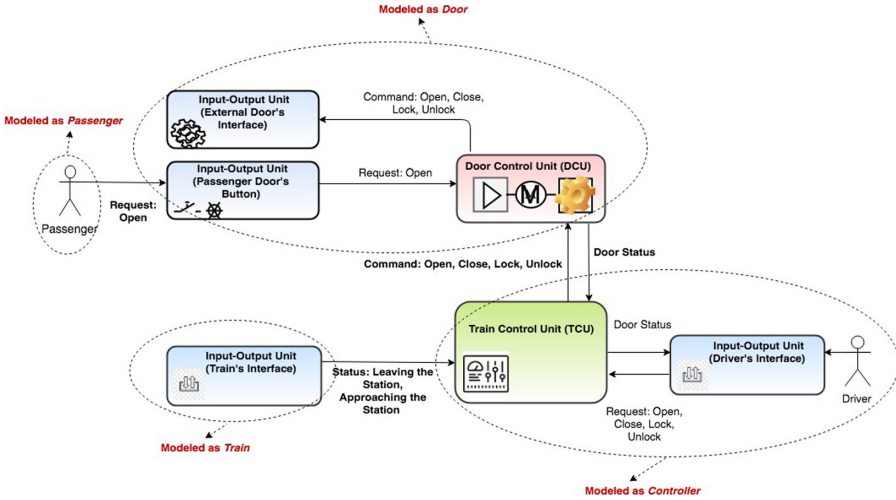 Modeled as Door
Input-Output Unit
(External Door's
Interface)
Command: Open, Close,
Lock, Unlock
Modeled as Passenger
Input-Output Unit
(Passenger Door's
Button)
Request: Open
Door Control Unit (DCU)
M
Request:
Open
Passenger
Command: Open, Close, Lock, Unlock
Door Status
Train Control Unit (TCU)
Door Status
Input-Output Unit
(Driver's Interface)
Input-Output Unit
(Train's Interface)
Status: Leaving the
Station,
Approaching the
Station
Driver
Request: Open,
Close, Lock,
Unlock
Modeled as Train
Modeled as Controller